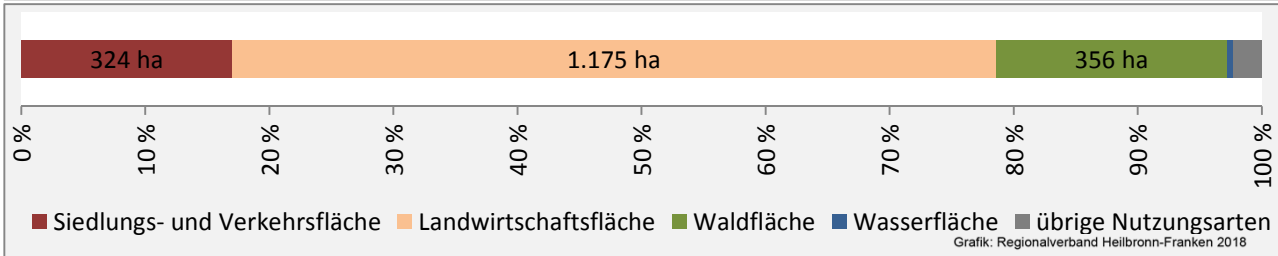 324 ha 1.175 ha 356 ha
0 % 10 % 20 % 30 % 40 % 50 % 60 % 70 % 80 % 90 % 100 %
Siedlungs- und Verkehrsfläche Landwirtschaftsfläche Waldfläche Wasserfläche übrige Nutzungsarten
Grafik: Regionalverband Heilbronn-Franken 2018